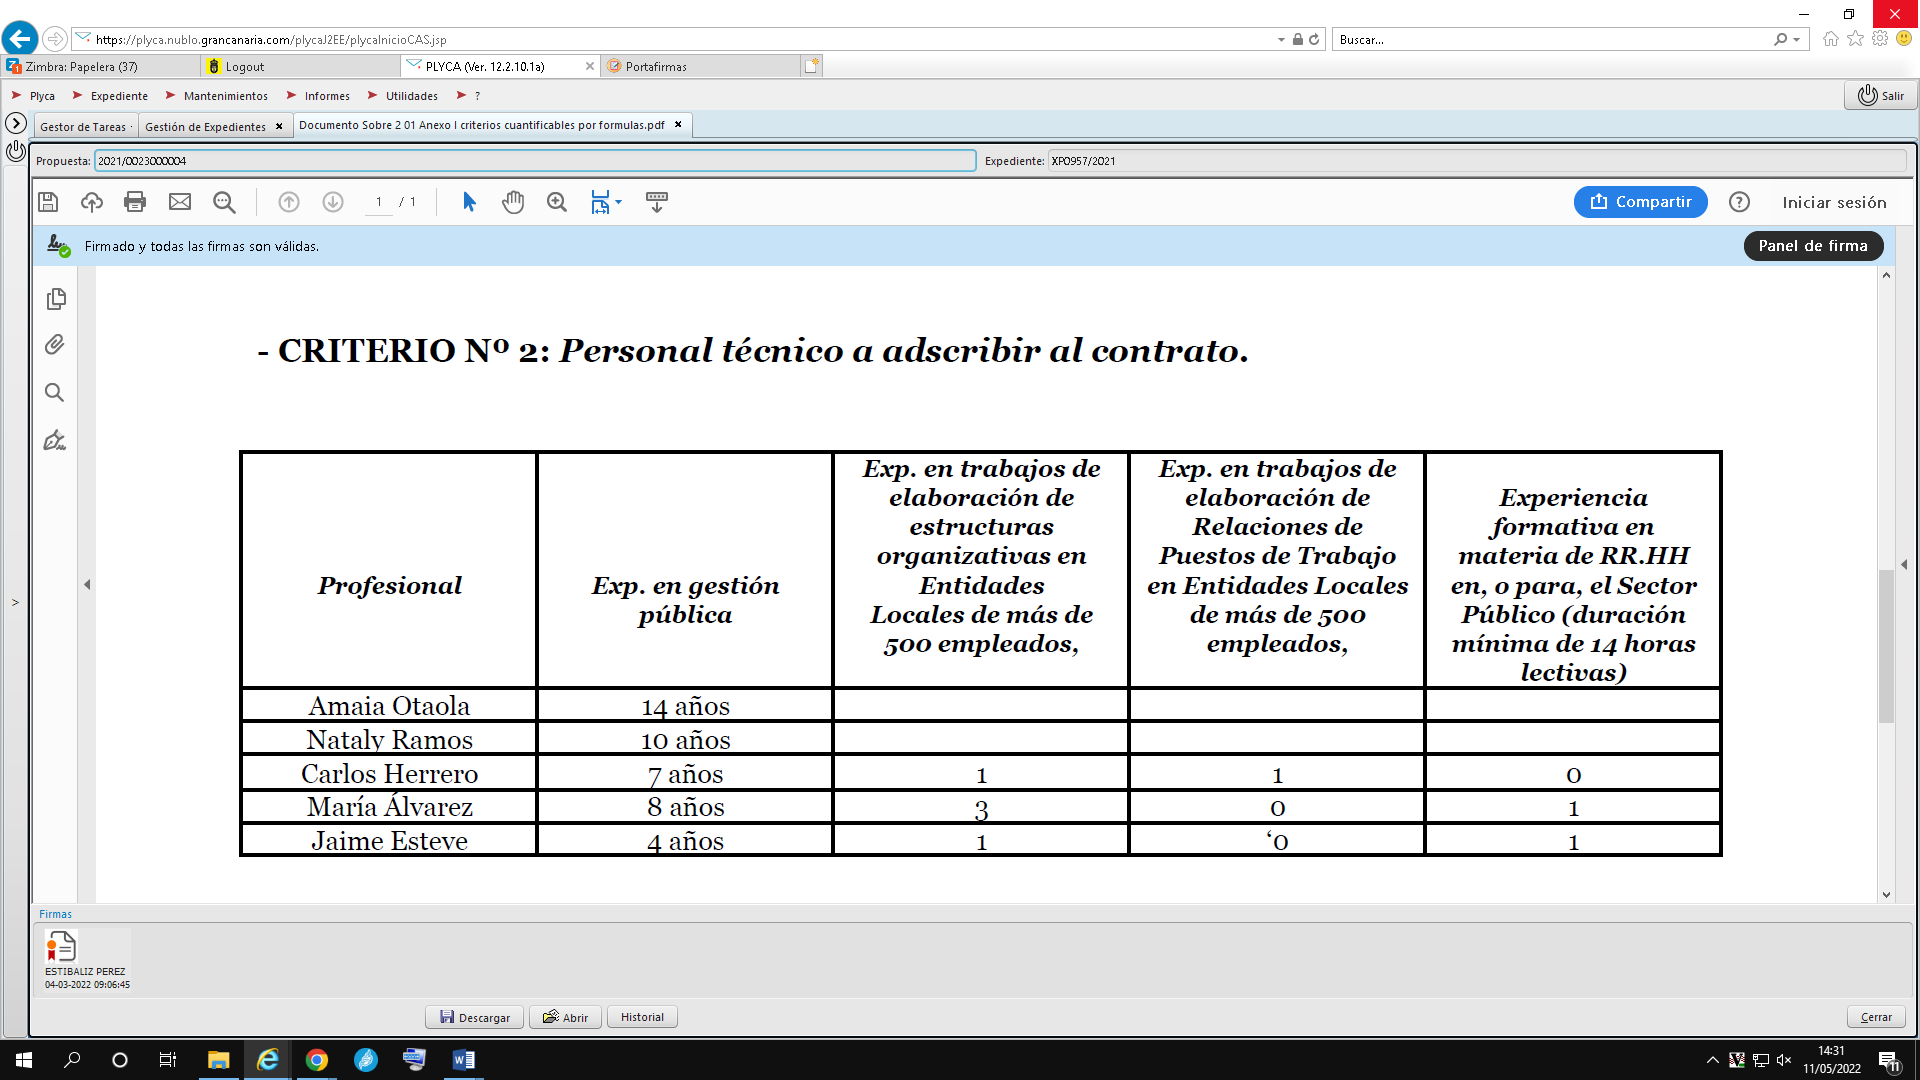 https://plyca.nublo.grancanaria.com/plycaJ2EE/plycaInicioCAS.jsp
Buscar...
Zimbra: Papelera (37)
Logout
PLYCA (Ver. 12.2.10.1a)
Portafirmas
Plyca
Expediente
Mantenimientos
Informes
Utilidades
?
Salir
Gestor de Tareas
Gestión de Expedientes
Documento Sobre 2 01 Anexo I criterios cuantificables por formulas.pdf
Propuesta: 2021/0023000004
Expediente: XP0957/2021
1 / 1
Compartir
Iniciar sesión
Firmado y todas las firmas son válidas.
Panel de firma
- CRITERIO Nº 2: Personal técnico a adscribir al contrato.
Profesional
Exp. en gestión
pública
Exp. en trabajos de
elaboración de
estructuras
organizativas en
Entidades
Locales de más de
500 empleados,
Exp. en trabajos de
elaboración de
Relaciones de
Puestos de Trabajo
en Entidades Locales
de más de 500
empleados,
Experiencia
formativa en
materia de RR.HH
en, o para, el Sector
Público (duración
mínima de 14 horas
lectivas)
Amaia Otaola 14 años
Nataly Ramos 10 años
Carlos Herrero 7 años 1 1 0
María Álvarez 8 años 3 0 1
Jaime Esteve 4 años 1 ‘0 1
Firmas
ESTIBALIZ PEREZ
04-03-2022 09:06:45
Descargar
Abrir
Historial
Cerrar
14:31
11/05/2022
11